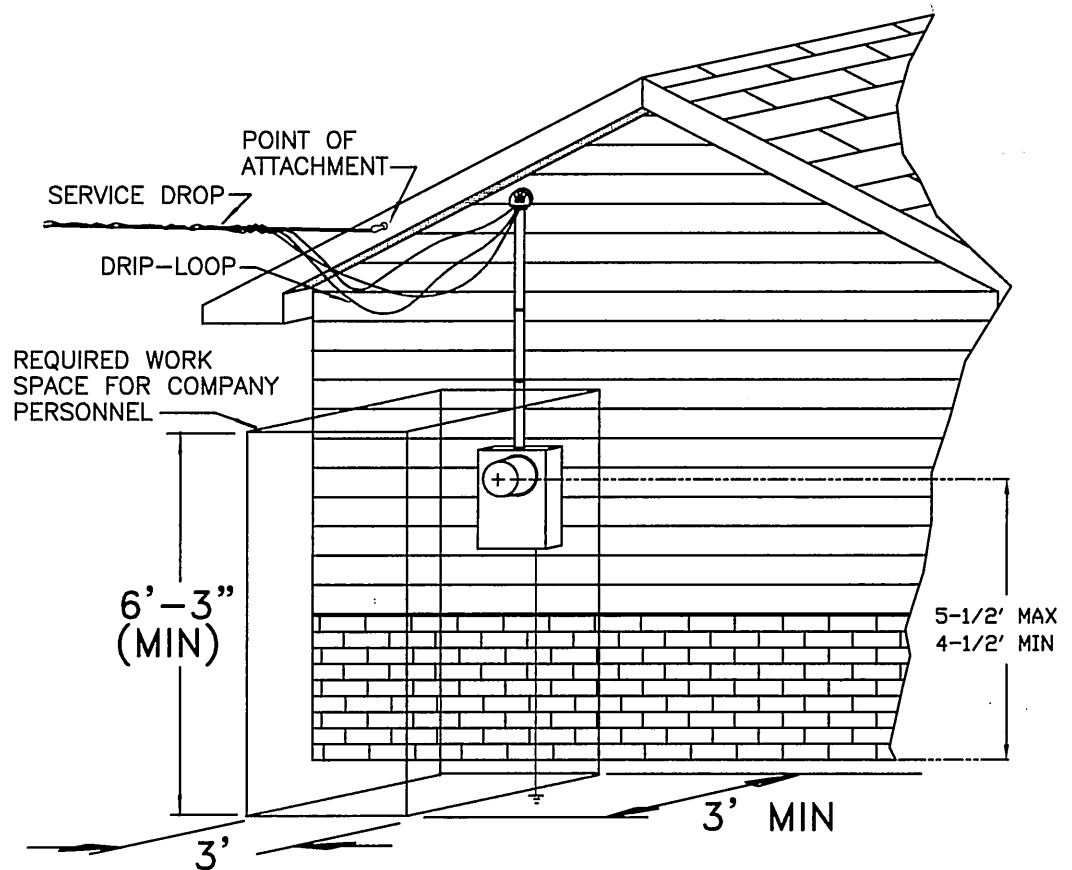 POINT OF
ATTACHMENT
SERVICE DROP
DRIP-LOOP
REQUIRED WORK
SPACE FOR COMPANY
PERSONNEL
6'-3"
(MIN)
5-1/2' MAX
4-1/2' MIN
3' MIN
3'